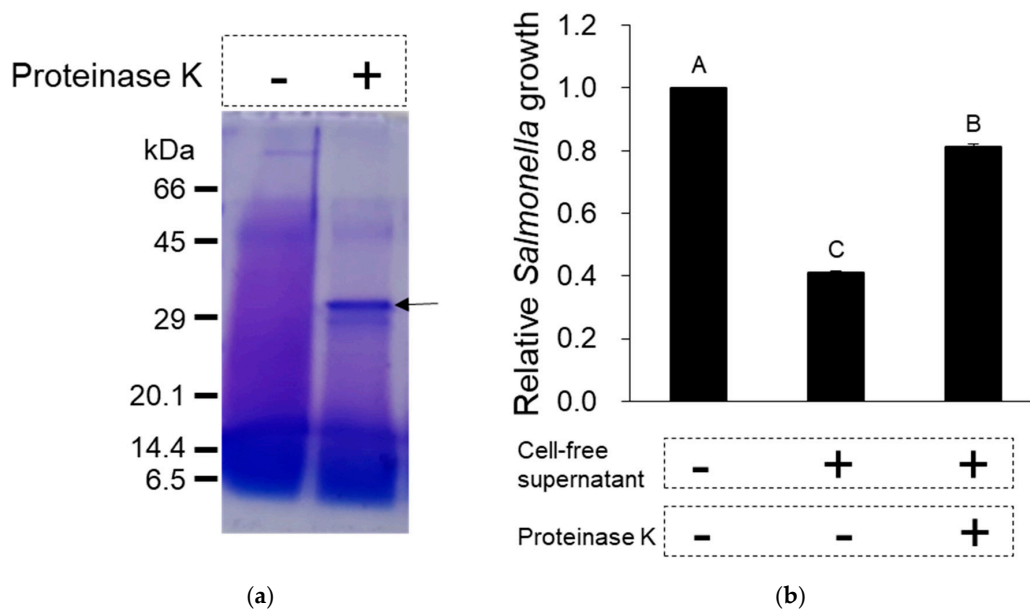 Proteinase K - +
kDa
66
45
29
20.1
14.4
6.5
(a)
Relative Salmonella growth
1.2
1.0
0.8
0.6
0.4
0.2
0.0
A
C
B
Cell-free
supernatant - + +
Proteinase K - - +
(b)